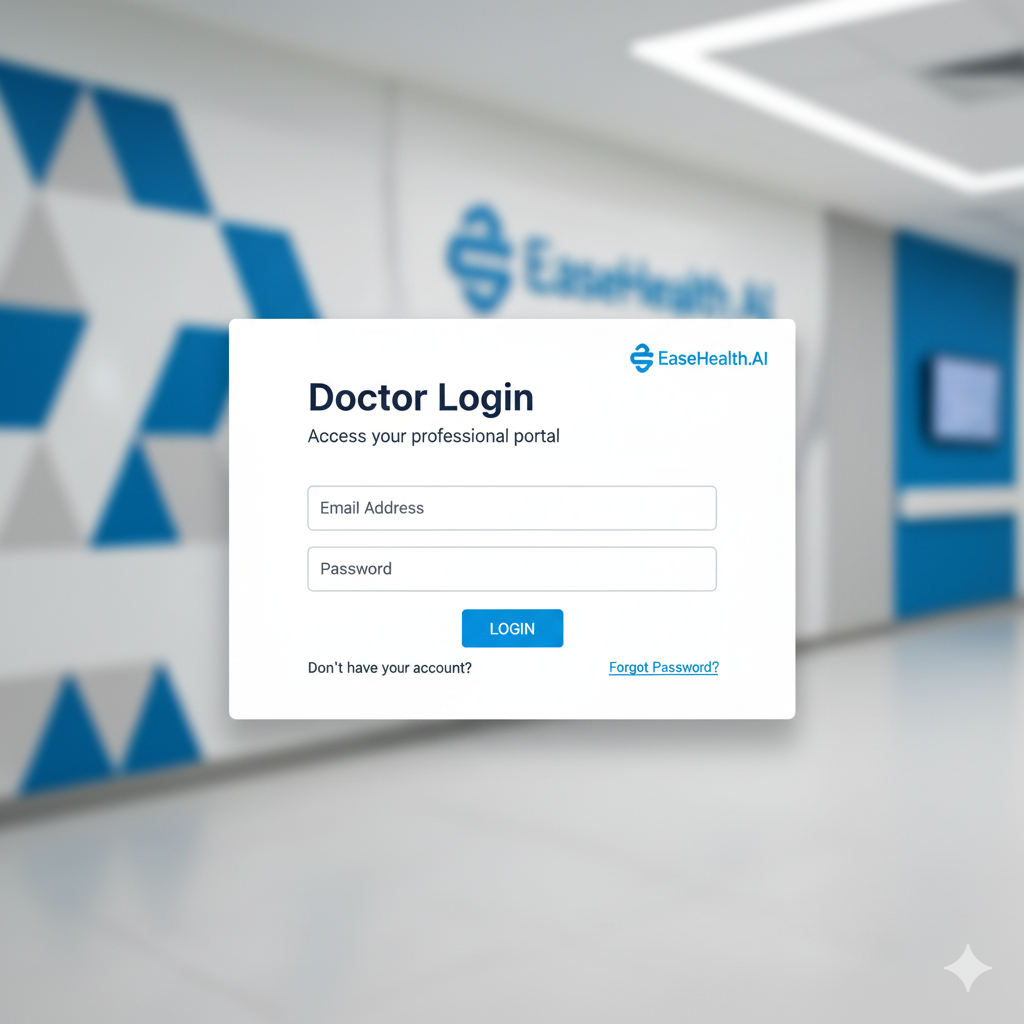 EaseHealth.AI
EaseHealth.AI
Doctor Login
Access your professional portal
Email Address
Password
LOGIN
Don't have your account?
Forgot Password?